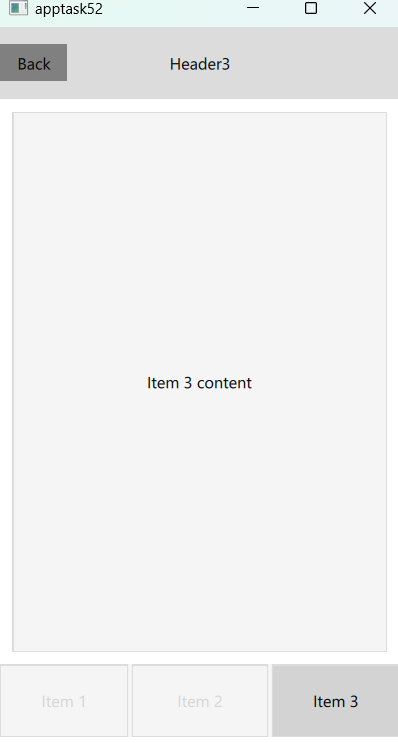 apptask52
Back
Header3
Item 3 content
Item 1
Item 2
Item 3